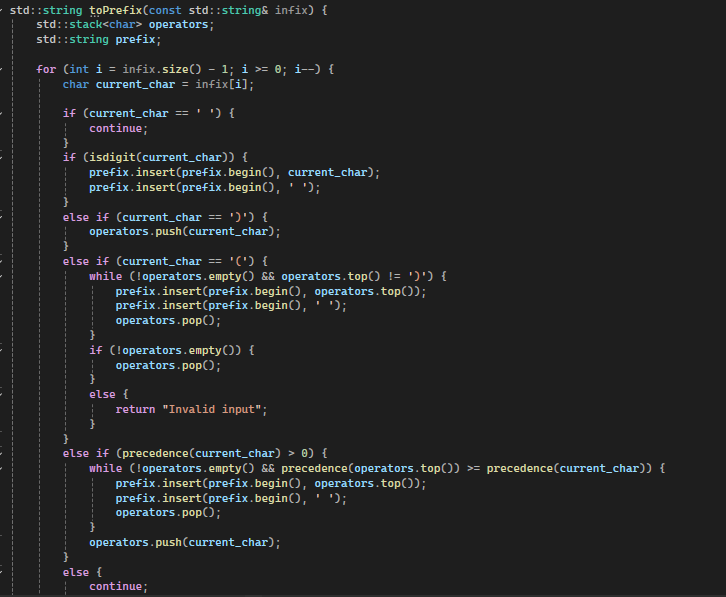 std::string toPrefix(const std::string& infix) {
    std::stack<char> operators;
    std::string prefix;

    for (int i = infix.size() - 1; i >= 0; i--) {
        char current_char = infix[i];

        if (current_char == ' ') {
            continue;
        }
        if (isdigit(current_char)) {
            prefix.insert(prefix.begin(), current_char);
            prefix.insert(prefix.begin(), ' ');
        }
        else if (current_char == ')') {
            operators.push(current_char);
        }
        else if (current_char == '(') {
            while (!operators.empty() && operators.top() != ')') {
                prefix.insert(prefix.begin(), operators.top());
                prefix.insert(prefix.begin(), ' ');
                operators.pop();
            }
            if (!operators.empty()) {
                operators.pop();
            }
            else {
                return "Invalid input";
            }
        }
        else if (precedence(current_char) > 0) {
            while (!operators.empty() && precedence(operators.top()) >= precedence(current_char)) {
                prefix.insert(prefix.begin(), operators.top());
                prefix.insert(prefix.begin(), ' ');
                operators.pop();
            }
            operators.push(current_char);
        }
        else {
            continue;